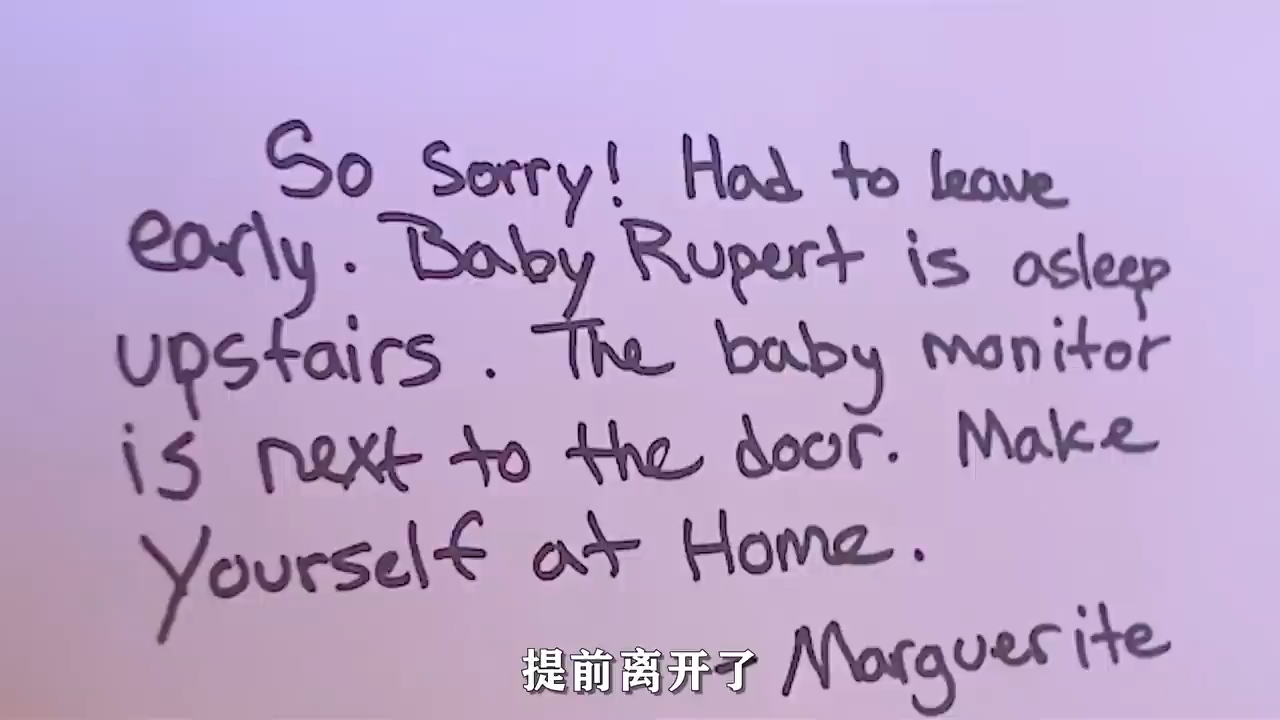 So Sorry! Had to leave
early. Baby Rupert is asleep
upstairs. The baby monitor
is next to the door. Make
Yourself at Home.
- Marguerite
提前离开了